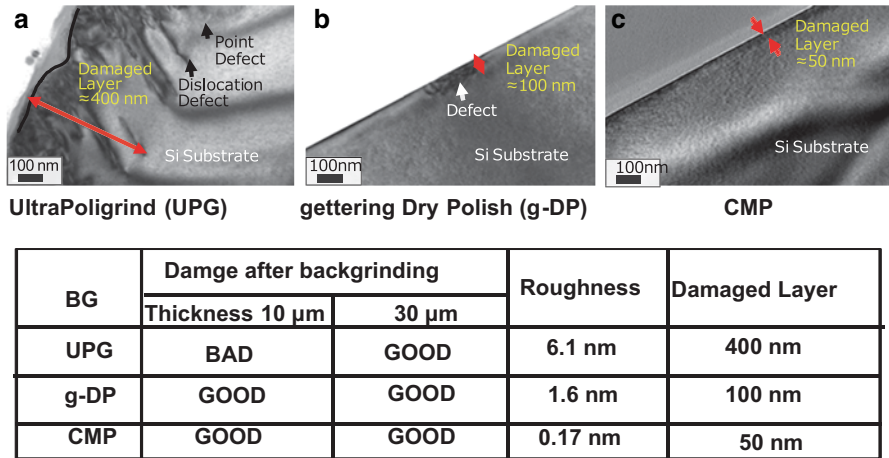 a
Point
Defect
Damaged
Layer
≈400 nm
Dislocation
Defect
Si Substrate
100 nm
UltraPoligrind (UPG)
b
Damaged
Layer
≈100 nm
Defect
Si Substrate
100nm
gettering Dry Polish (g-DP)
c
Damaged
Layer
≈50 nm
Si Substrate
100nm
CMP
BG Damge after backgrinding Roughness Damaged Layer
Thickness 10 µm 30 µm
UPG BAD GOOD 6.1 nm 400 nm
g-DP GOOD GOOD 1.6 nm 100 nm
CMP GOOD GOOD 0.17 nm 50 nm